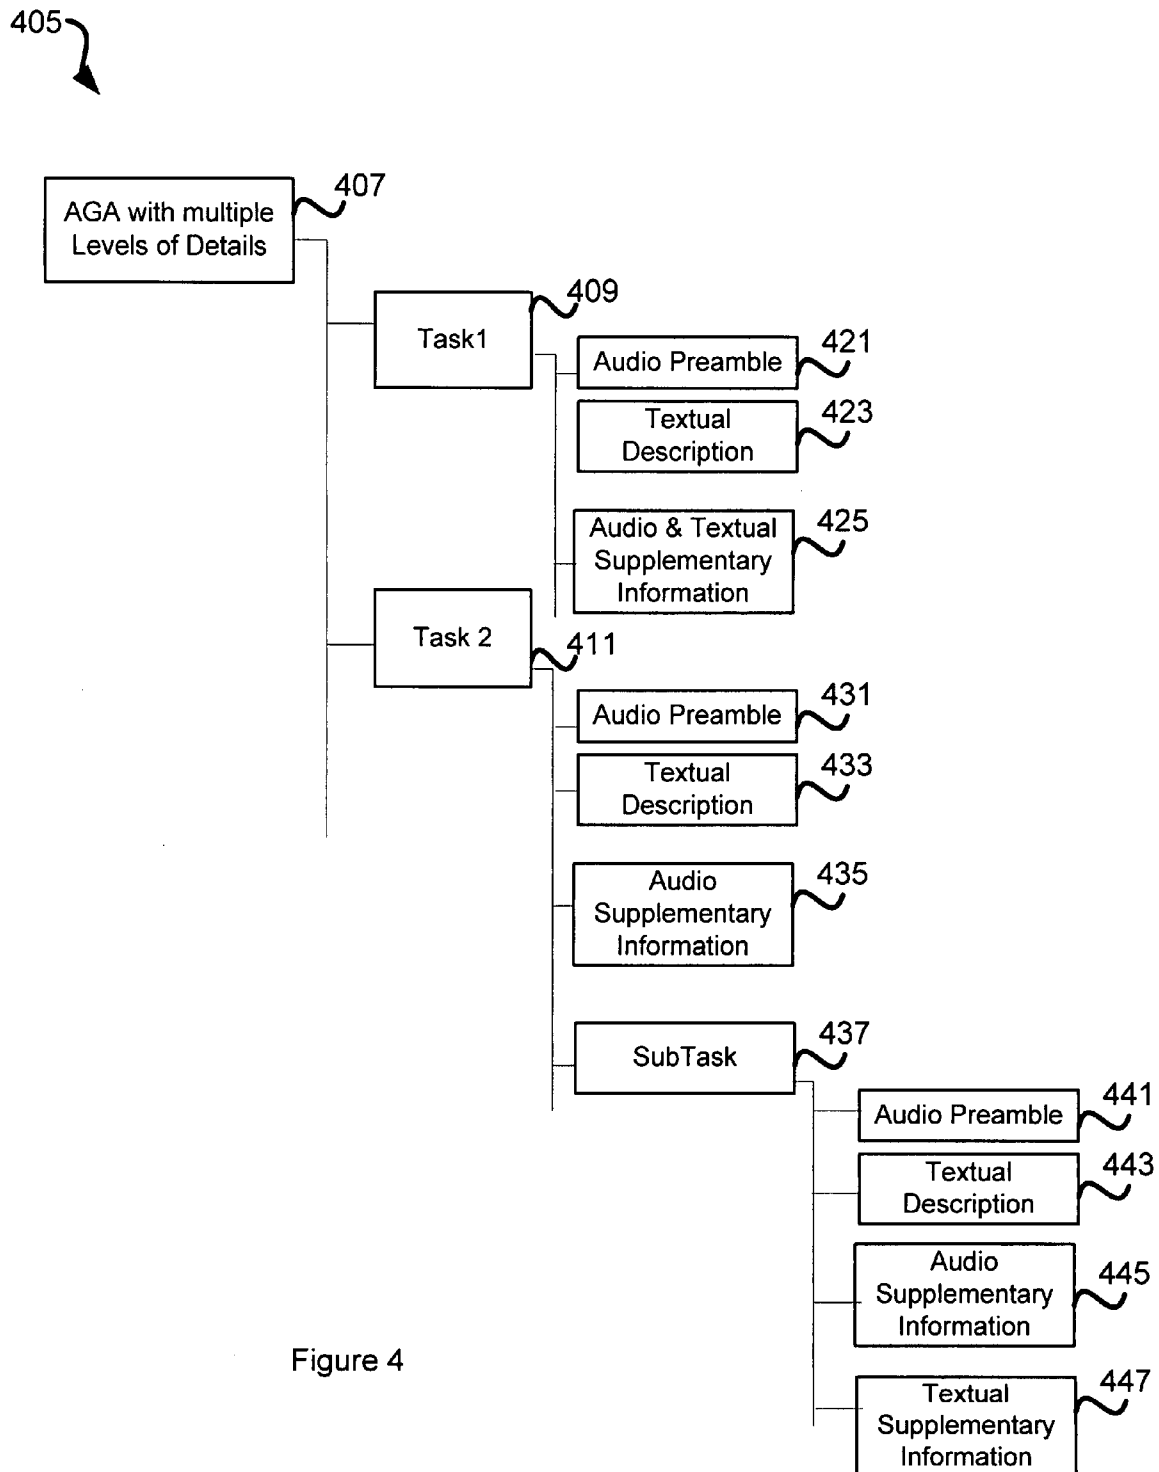 405
AGA with multiple
Levels of Details
407
Task1
409
Audio Preamble
421
Textual
Description
423
Audio & Textual
Supplementary
Information
425
Task 2
411
Audio Preamble
431
Textual
Description
433
Audio
Supplementary
Information
435
SubTask
437
Audio Preamble
441
Textual
Description
443
Audio
Supplementary
Information
445
Textual
Supplementary
Information
447
Figure 4